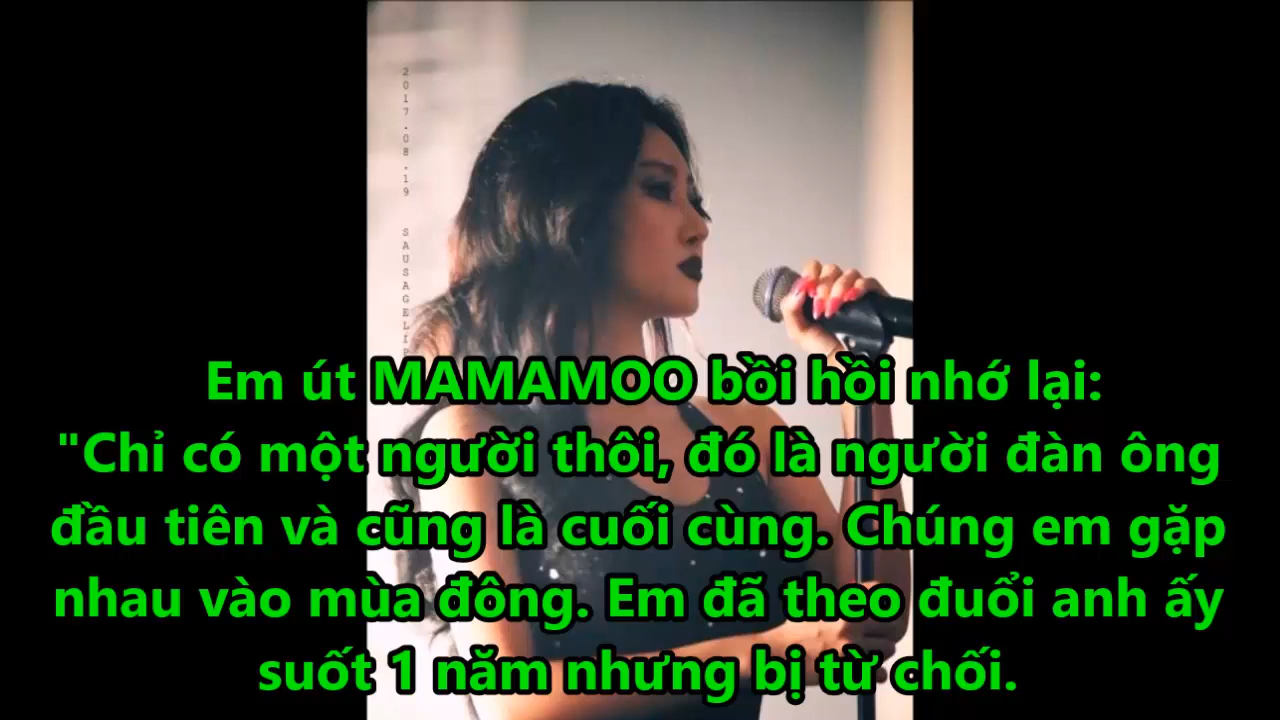 2017.08.19 SAUSAGELIP
Em út MAMAMOO bồi hồi nhớ lại:
"Chỉ có một người thôi, đó là người đàn ông
đầu tiên và cũng là cuối cùng. Chúng em gặp
nhau vào mùa đông. Em đã theo đuổi anh ấy
suốt 1 năm nhưng bị từ chối.